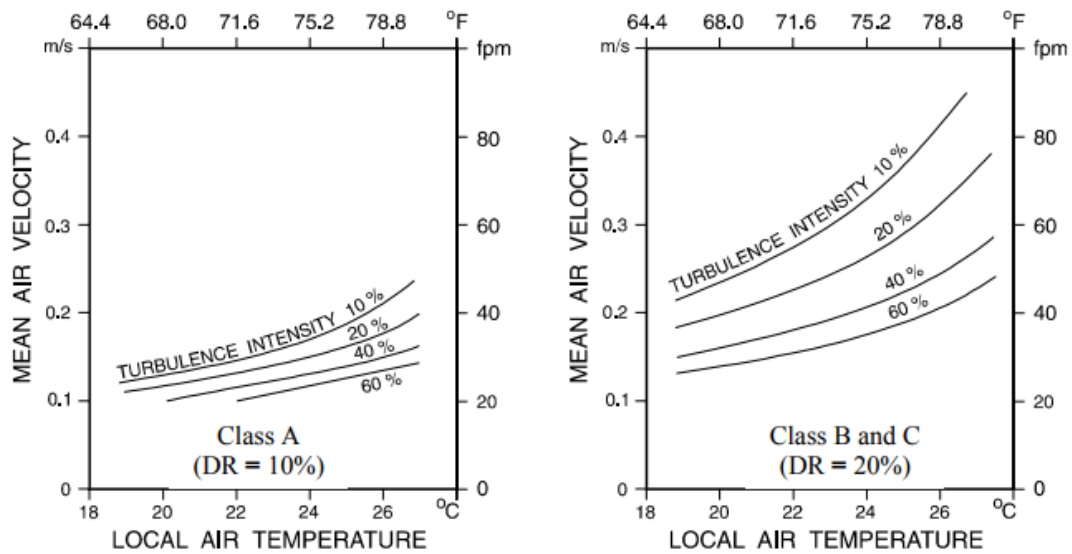 64.4 68.0 71.6 75.2 78.8 °F
m/s fpm
0.4
0.3
0.2
0.1
0
80
60
40
20
0
MEAN AIR VELOCITY
TURBULENCE INTENSITY 10 %
20 %
40 %
60 %
Class A
(DR = 10%)
18 20 22 24 26 °C
LOCAL AIR TEMPERATURE
64.4 68.0 71.6 75.2 78.8 °F
m/s fpm
0.4
0.3
0.2
0.1
0
80
60
40
20
0
MEAN AIR VELOCITY
TURBULENCE INTENSITY 10 %
20 %
40 %
60 %
Class B and C
(DR = 20%)
18 20 22 24 26 °C
LOCAL AIR TEMPERATURE